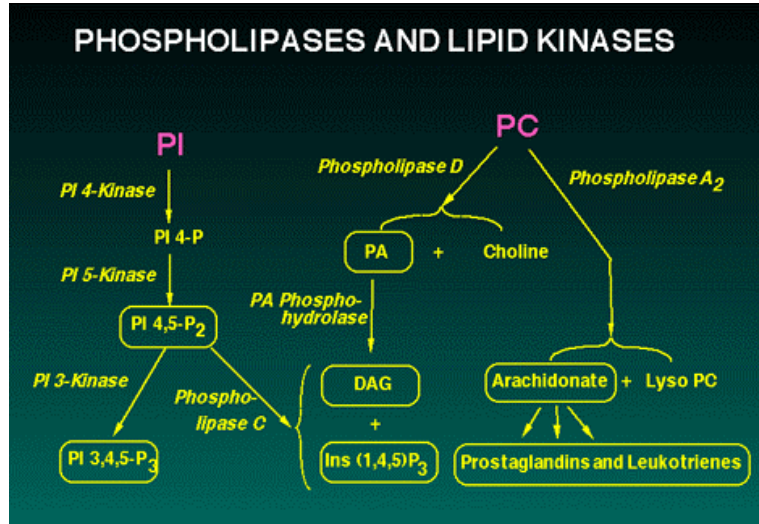 PHOSPHOLIPASES AND LIPID KINASES
PI
PI 4-Kinase
PI 4-P
PI 5-Kinase
PI 4,5-P2
PI 3-Kinase
PI 3,4,5-P3
Phospho-
lipase C
PC
Phospholipase D
Phospholipase A2
PA + Choline
PA Phospho-
hydrolase
DAG
+
Ins (1,4,5)P3
Arachidonate + Lyso PC
Prostaglandins and Leukotrienes